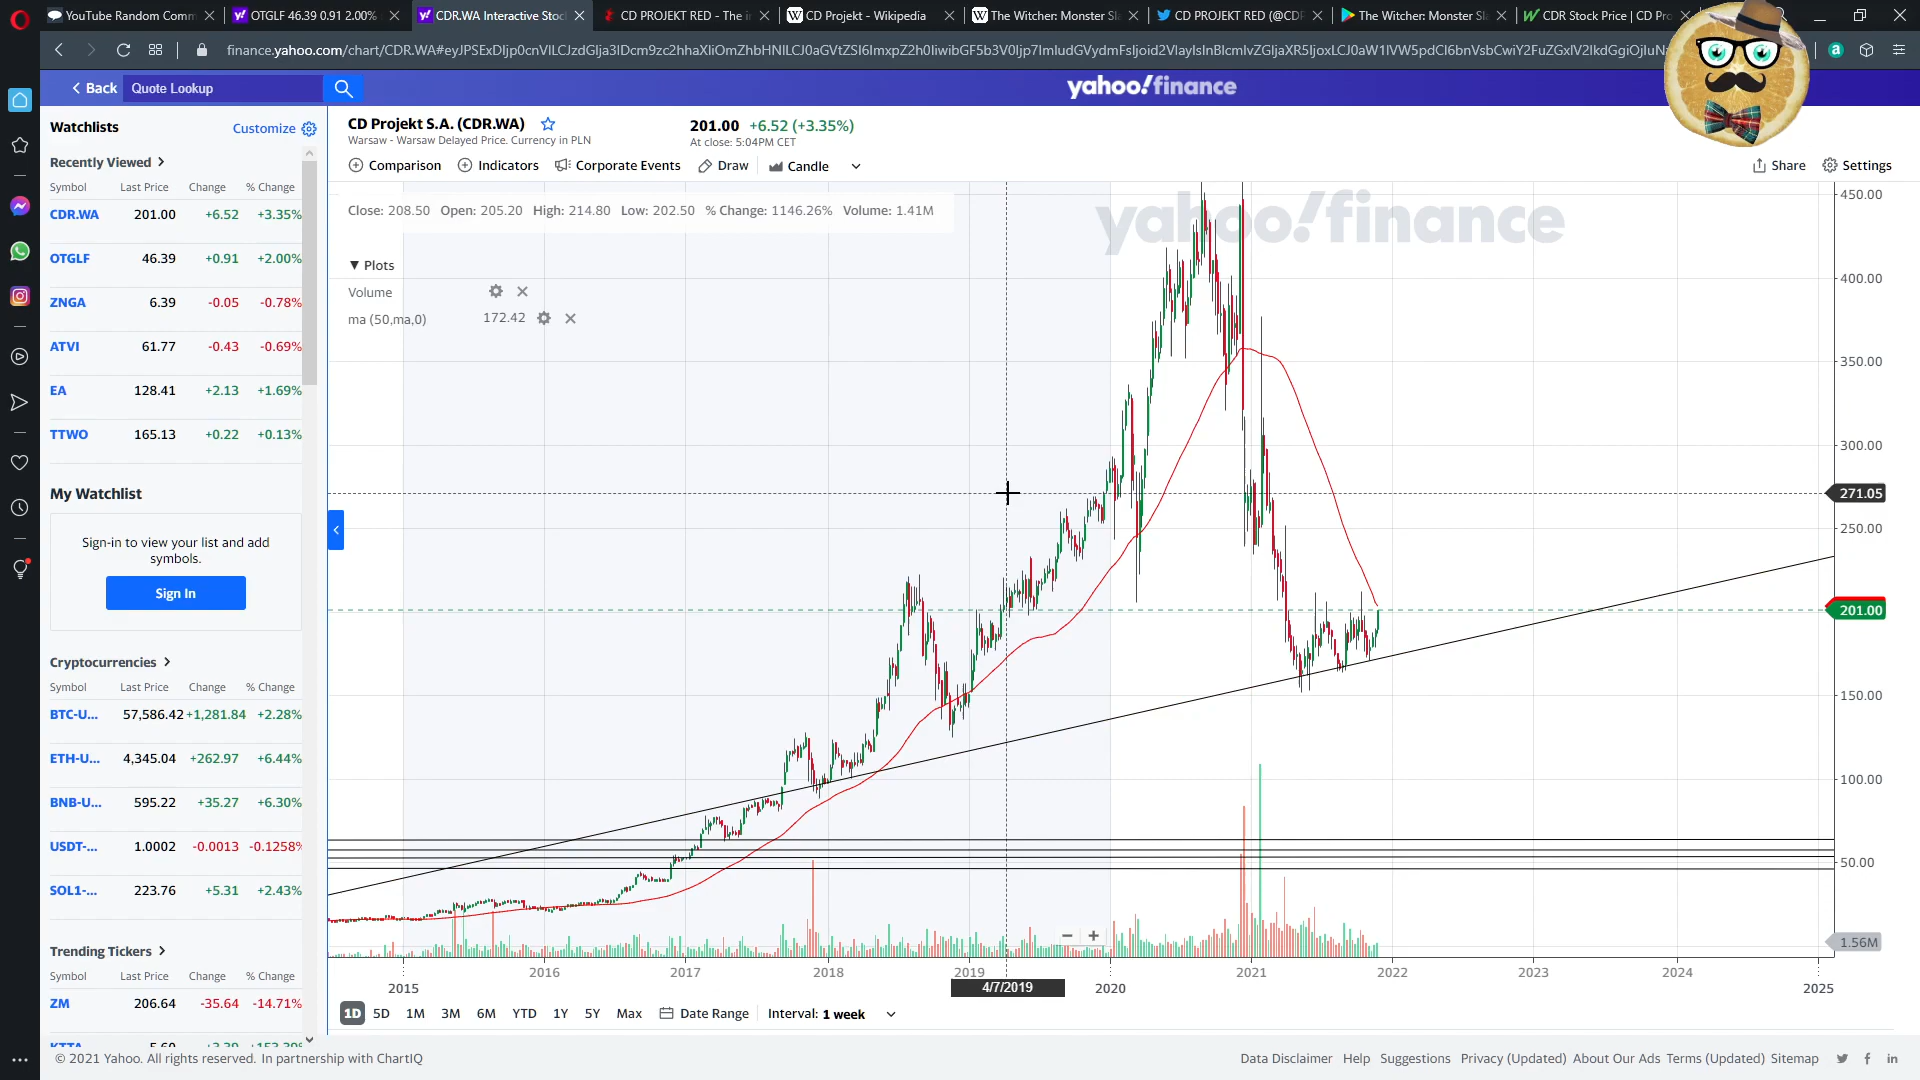 YouTube Random Comm
OTGLF 46.39 0.91 2.00%
CDR.WA Interactive Stoc
CD PROJEKT RED - The i
CD Projekt - Wikipedia
The Witcher: Monster Sl
CD PROJEKT RED (@CDP
The Witcher: Monster Sl
CDR Stock Price | CD Pr
Back
Quote Lookup
yahoo!finance
Watchlists
Customize
Recently Viewed
Symbol Last Price Change % Change
CDR.WA 201.00 +6.52 +3.35%
OTGLF 46.39 +0.91 +2.00%
ZNGA 6.39 -0.05 -0.78%
ATVI 61.77 -0.43 -0.69%
EA 128.41 +2.13 +1.69%
TTWO 165.13 +0.22 +0.13%
My Watchlist
Sign-in to view your list and add
symbols.
Sign In
Cryptocurrencies
Symbol Last Price Change % Change
BTC-U... 57,586.42 +1,281.84 +2.28%
ETH-U... 4,345.04 +262.97 +6.44%
BNB-U... 595.22 +35.27 +6.30%
USDT-... 1.0002 -0.0013 -0.1258%
SOL1-... 223.76 +5.31 +2.43%
Trending Tickers
Symbol Last Price Change % Change
ZM 206.64 -35.64 -14.71%
CD Projekt S.A. (CDR.WA)
Warsaw - Warsaw Delayed Price. Currency in PLN
201.00 +6.52 (+3.35%)
At close: 5:04PM CET
Comparison Indicators Corporate Events Draw Candle
Share Settings
Close: 208.50 Open: 205.20 High: 214.80 Low: 202.50 % Change: 1146.26% Volume: 1.41M
yahoo!finance
▼ Plots
Volume
ma (50,ma,0) 172.42
450.00
400.00
350.00
300.00
271.05
250.00
201.00
150.00
100.00
50.00
1.56M
2015 2016 2017 2018 2019 2020 2021 2022 2023 2024 2025
4/7/2019
1D 5D 1M 3M 6M YTD 1Y 5Y Max Date Range Interval: 1 week
© 2021 Yahoo. All rights reserved. In partnership with ChartIQ
Data Disclaimer Help Suggestions Privacy (Updated) About Our Ads Terms (Updated) Sitemap